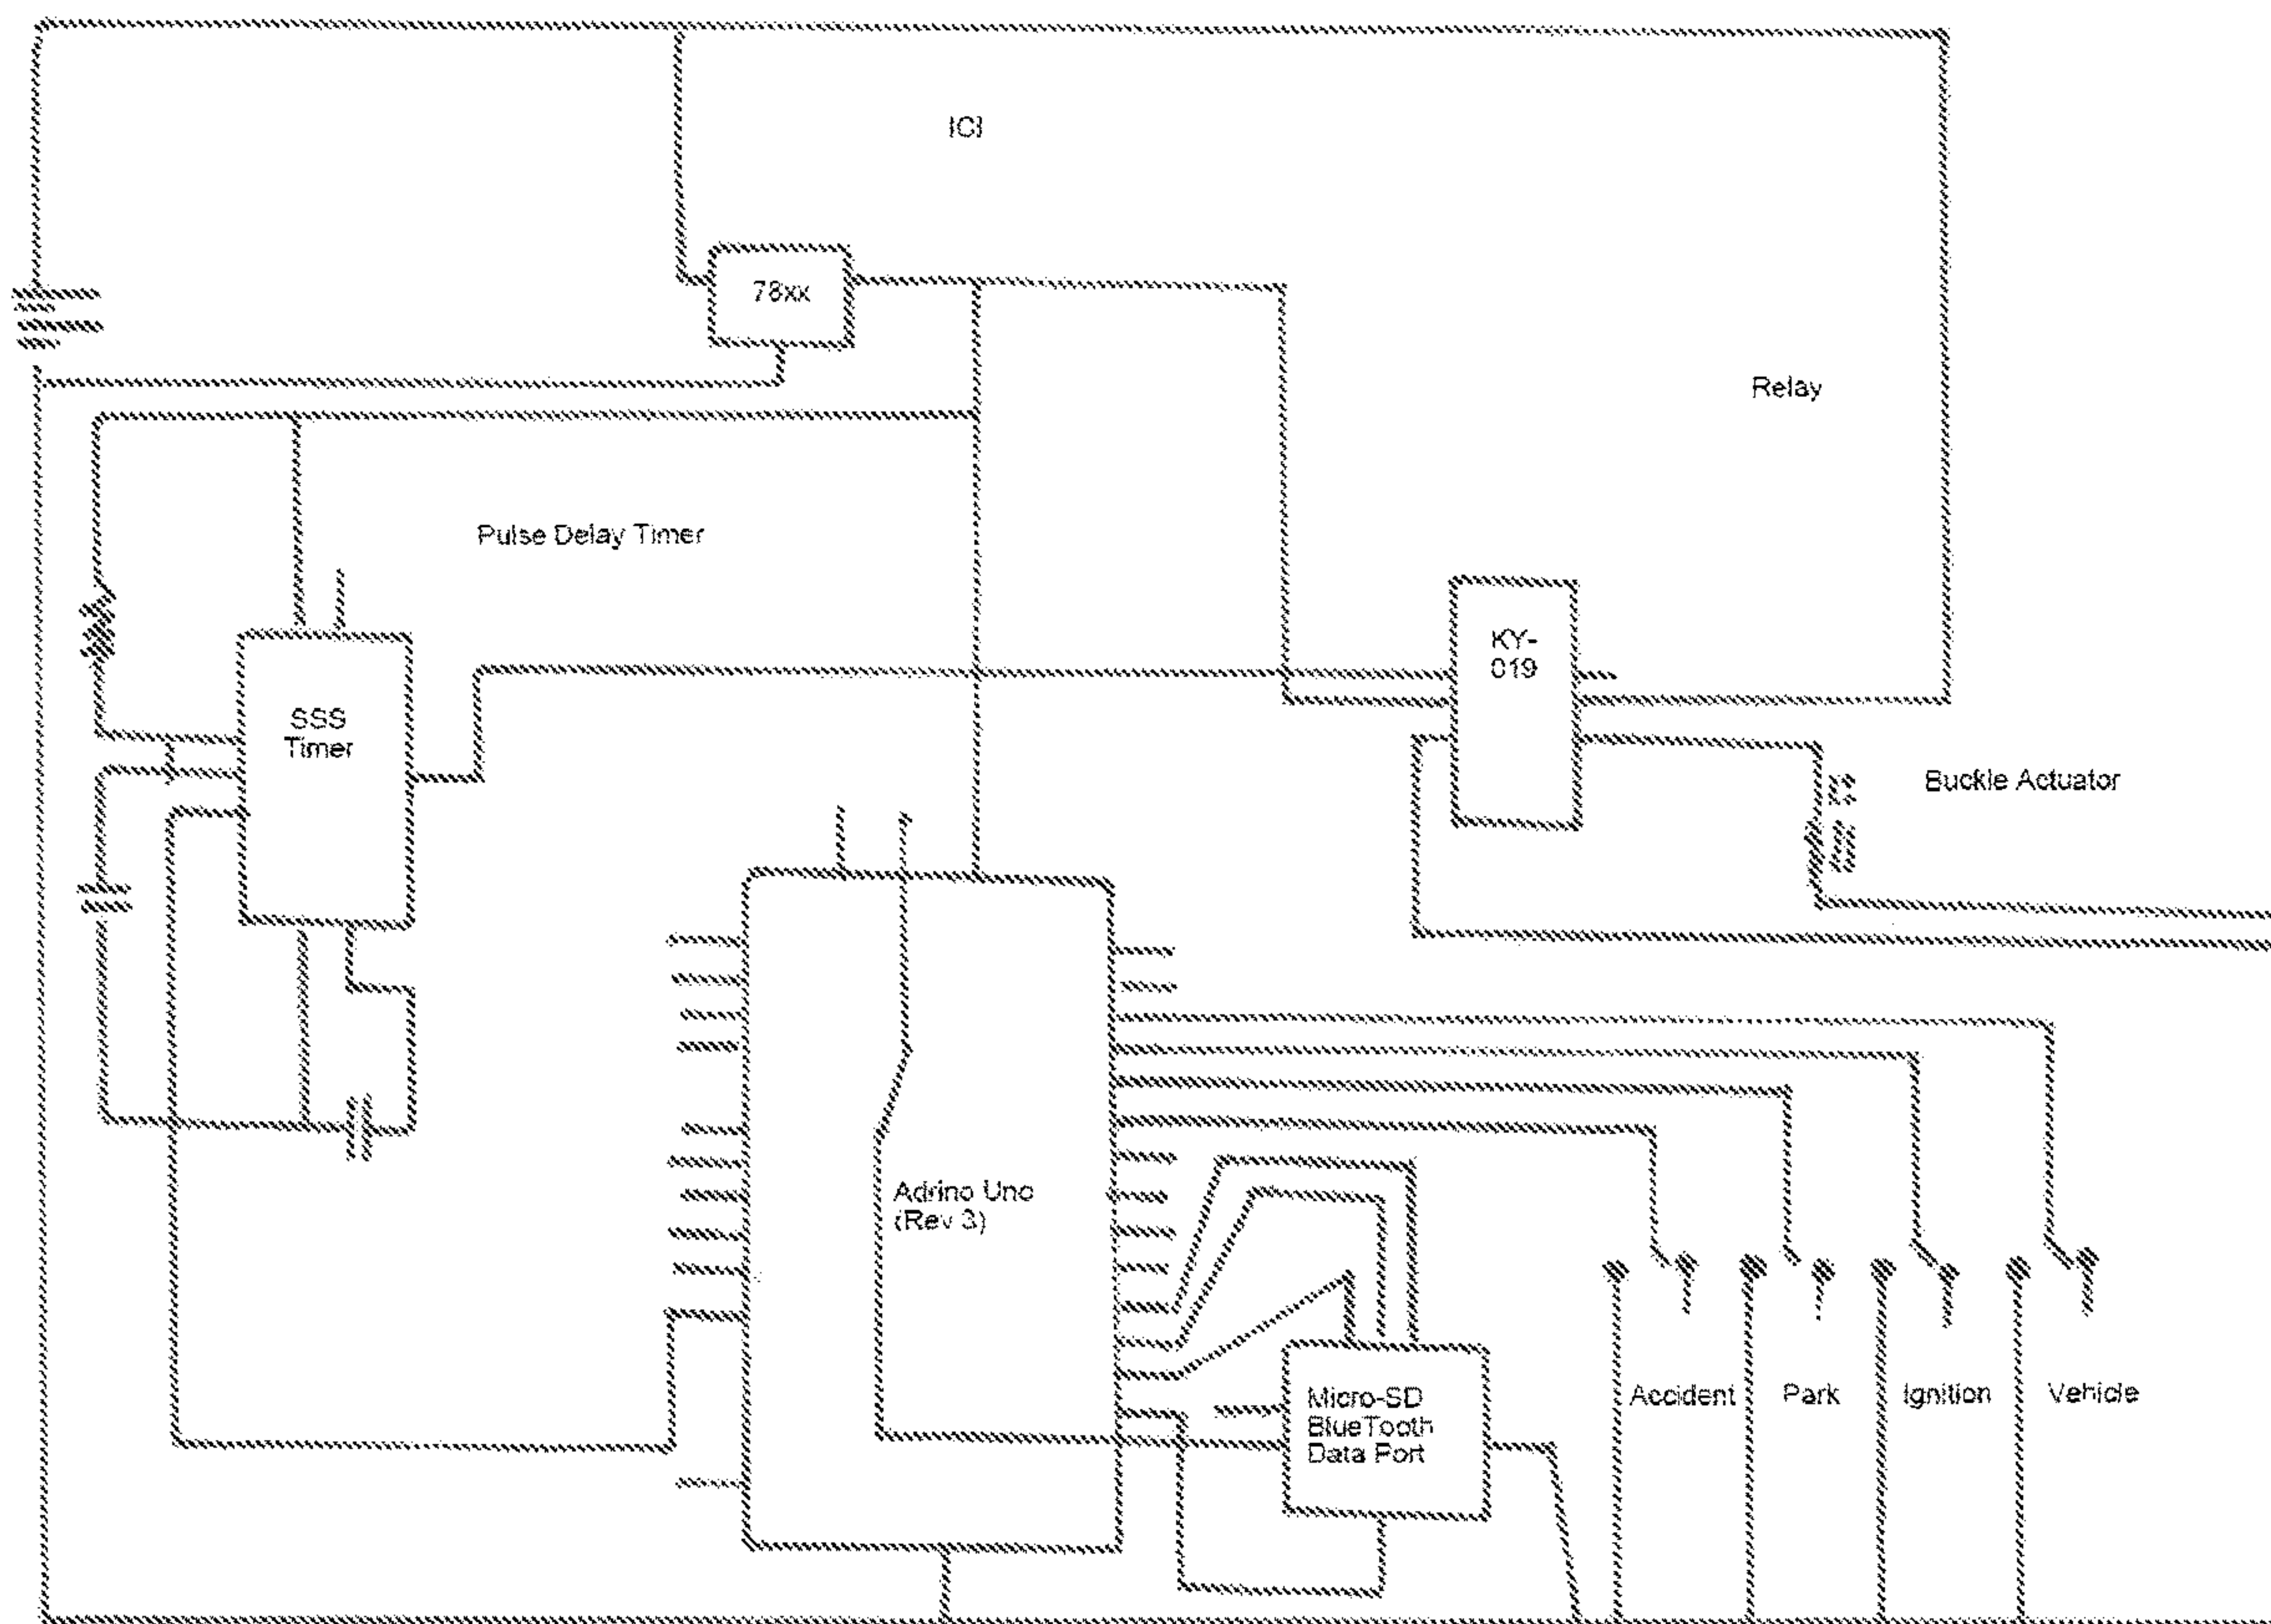 ICI
78xx
Relay
Pulse Delay Timer
KY-
019
SSS
Timer
Buckle Actuator
Adrino Uno
(Rev 3)
Micro-SD
BlueTooth
Data Port
Accident
Park
Ignition
Vehicle